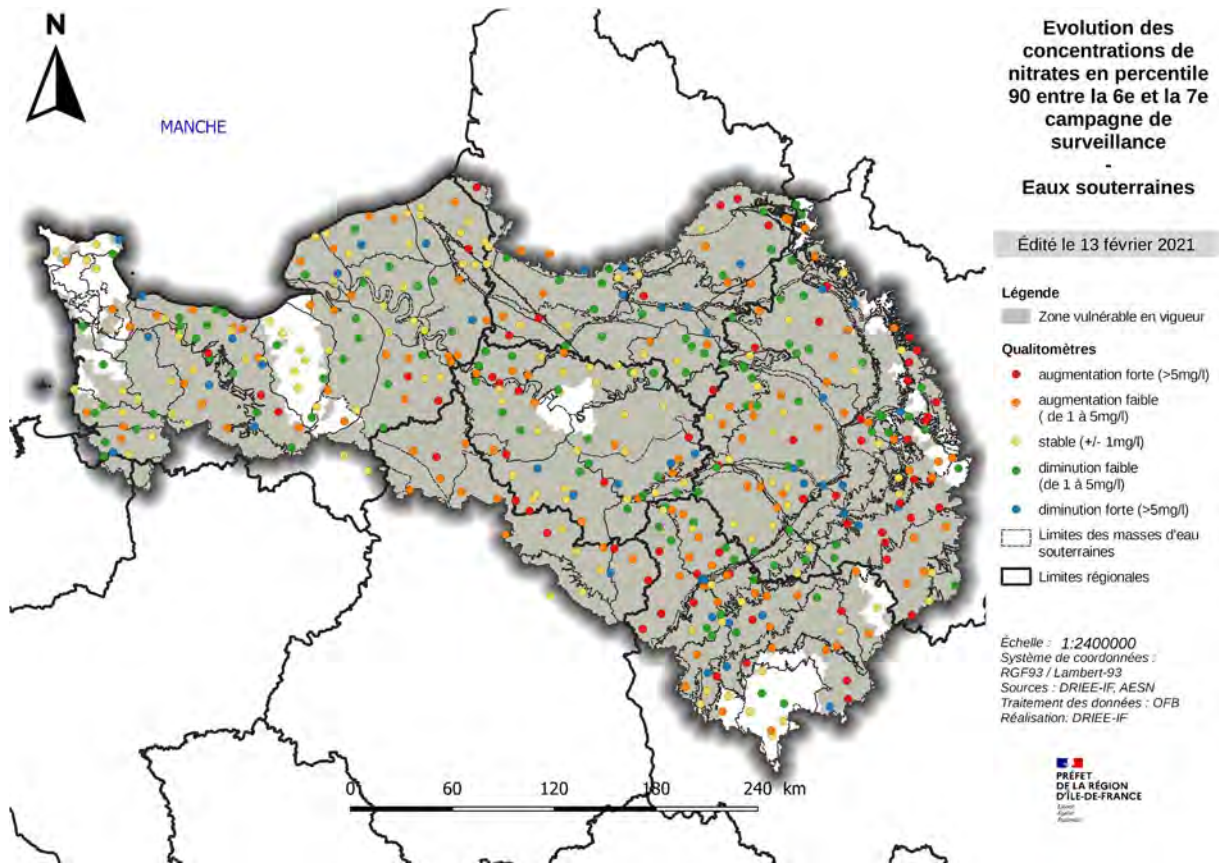 N
MANCHE
Evolution des
concentrations de
nitrates en percentile
90 entre la 6e et la 7e
campagne de
surveillance
-
Eaux souterraines
Édité le 13 février 2021
Légende
Zone vulnérable en vigueur
Qualitomètres
augmentation forte (>5mg/l)
augmentation faible
( de 1 à 5mg/l)
stable (+/- 1mg/l)
diminution faible
(de 1 à 5mg/l)
diminution forte (>5mg/l)
Limites des masses d'eau
souterraines
Limites régionales
Échelle : 1:2400000
Système de coordonnées :
RGF93 / Lambert-93
Sources : DRIEE-IF, AESN
Traitement des données : OFB
Réalisation: DRIEE-IF
0 60 120 180 240 km
PRÉFET
DE LA RÉGION
D'ÎLE-DE-FRANCE